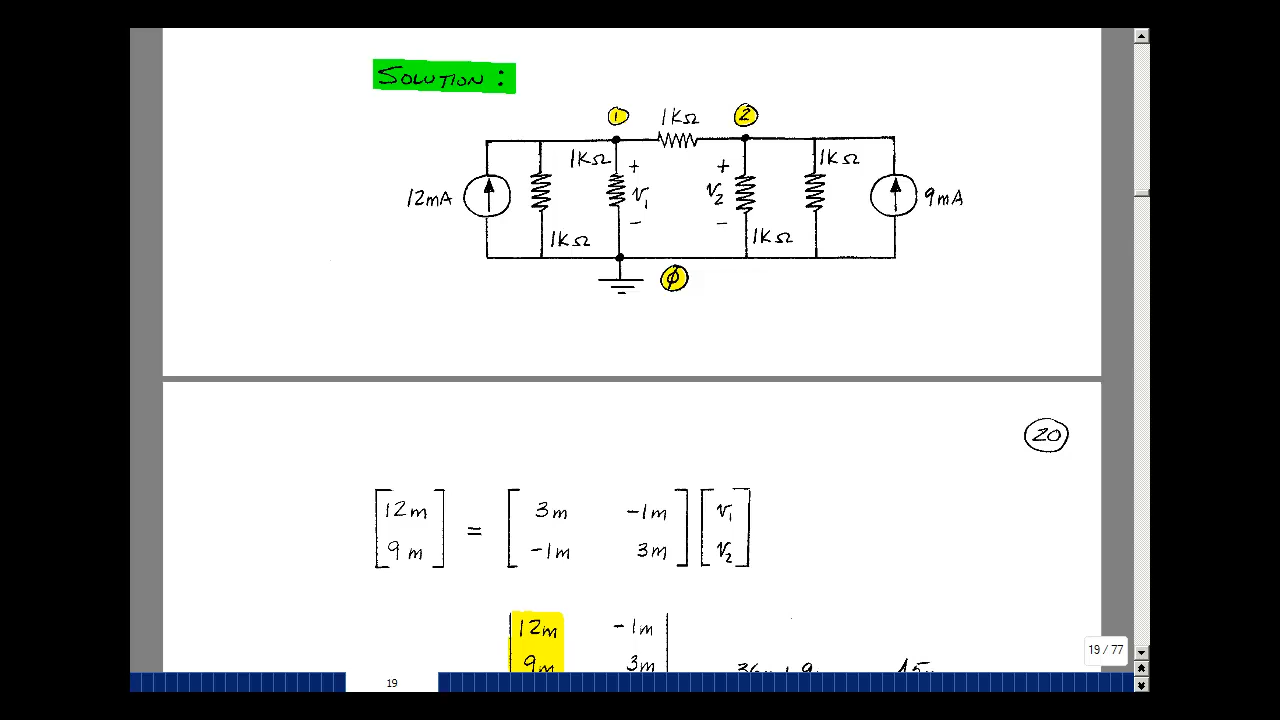 SOLUTION :
① 1KΩ ②
1KΩ + + 1KΩ
12mA v₁ v₂ 9mA
1KΩ − − 1KΩ
ϕ
20
12m = 3m -1m v₁
9m -1m 3m v₂
12m -1m
19 / 77
9m 3m
19